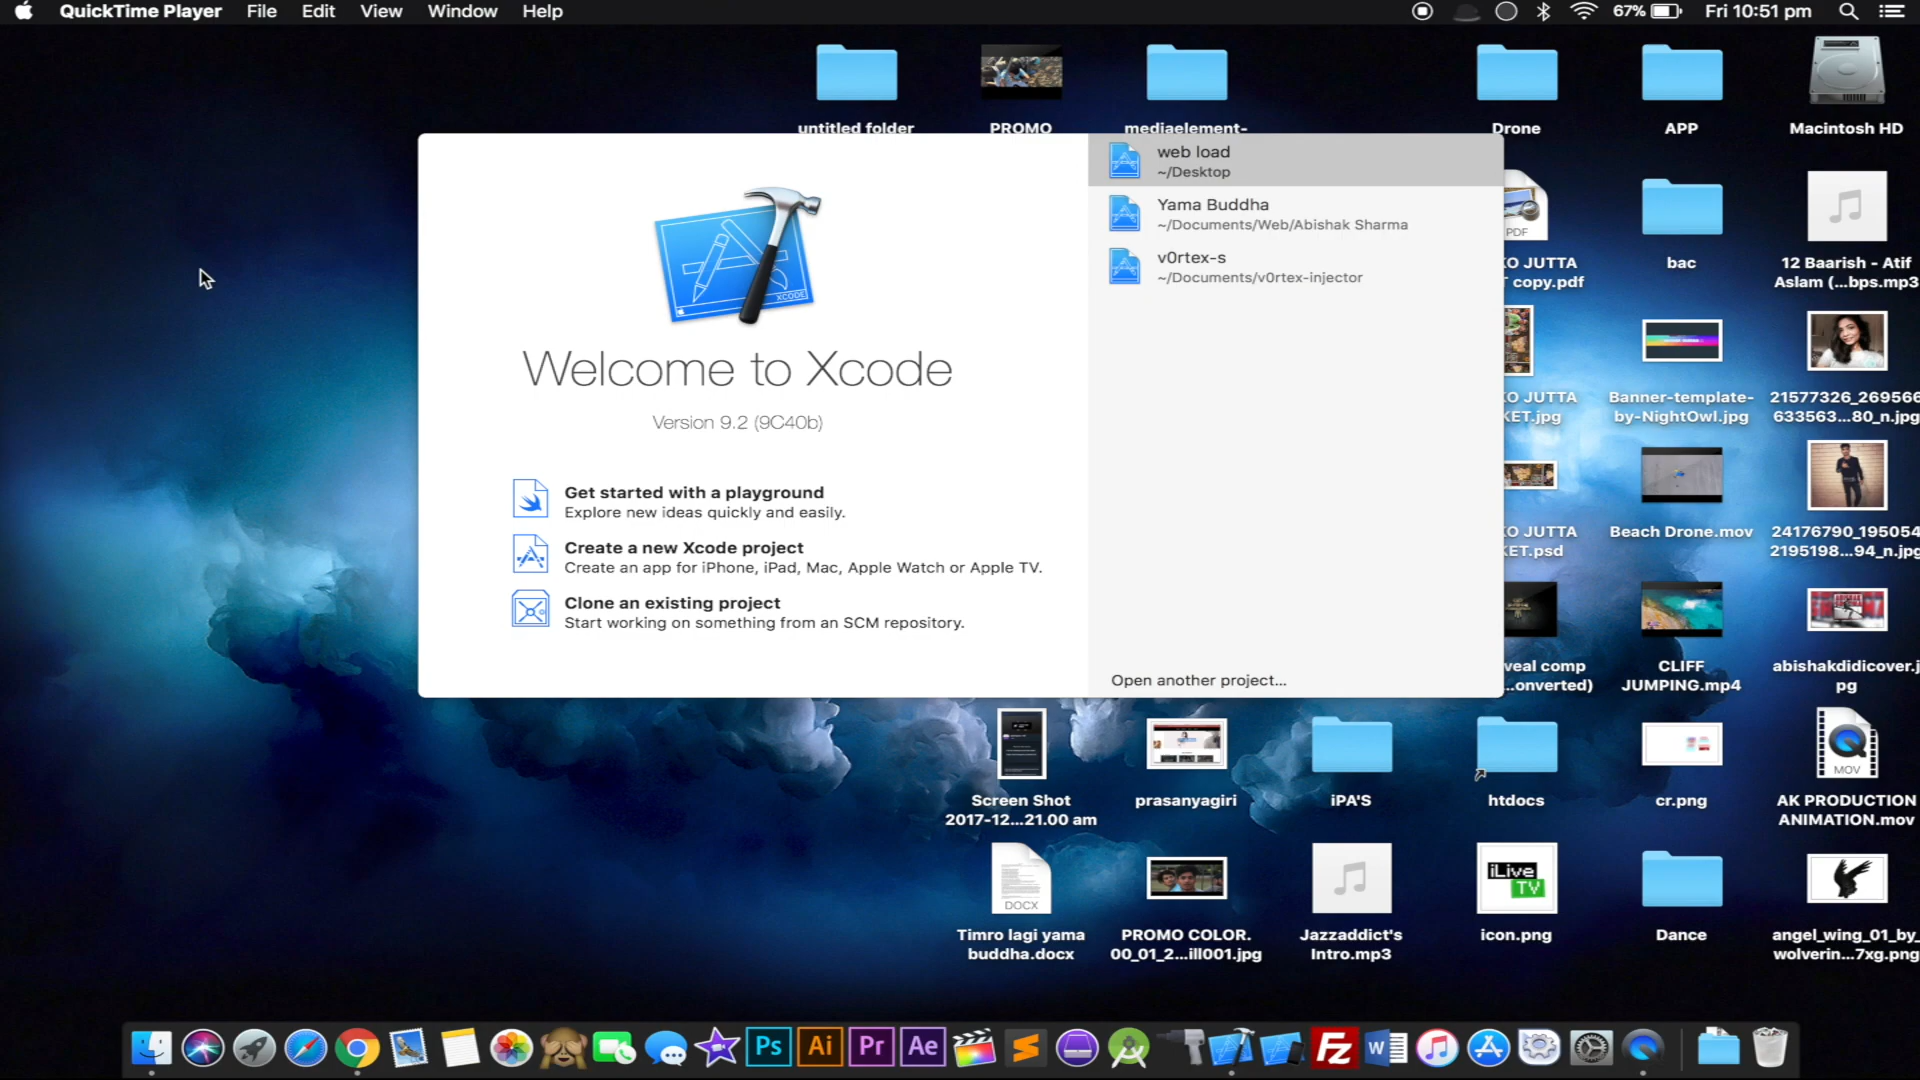 QuickTime Player File Edit View Window Help 67% Fri 10:51 pm
untitled folder
PROMO
mediaelement-
Drone
APP
Macintosh HD
web load
~/Desktop
Yama Buddha
~/Documents/Web/Abishak Sharma
v0rtex-s
~/Documents/v0rtex-injector
Open another project...
XCODE
Welcome to Xcode
Version 9.2 (9C40b)
Get started with a playground
Explore new ideas quickly and easily.
Create a new Xcode project
Create an app for iPhone, iPad, Mac, Apple Watch or Apple TV.
Clone an existing project
Start working on something from an SCM repository.
PDF
KO JUTTA
T copy.pdf
bac
12 Baarish - Atif
Aslam (...bps.mp3
KO JUTTA
KET.jpg
Banner-template-
by-NightOwl.jpg
21577326_269566
633563...80_n.jpg
KO JUTTA
KET.psd
Beach Drone.mov
24176790_195054
2195198...94_n.jpg
veal comp
...onverted)
CLIFF
JUMPING.mp4
abishakdidicover.j
pg
Screen Shot
2017-12...21.00 am
prasanyagiri
iPA'S
htdocs
cr.png
MOV
AK PRODUCTION
ANIMATION.mov
DOCX
Timro lagi yama
buddha.docx
PROMO COLOR.
00_01_2...ill001.jpg
Jazzaddict's
Intro.mp3
iLive
TV
icon.png
Dance
angel_wing_01_by_
wolverin...7xg.png
Ps Ai Pr Ae Fz W